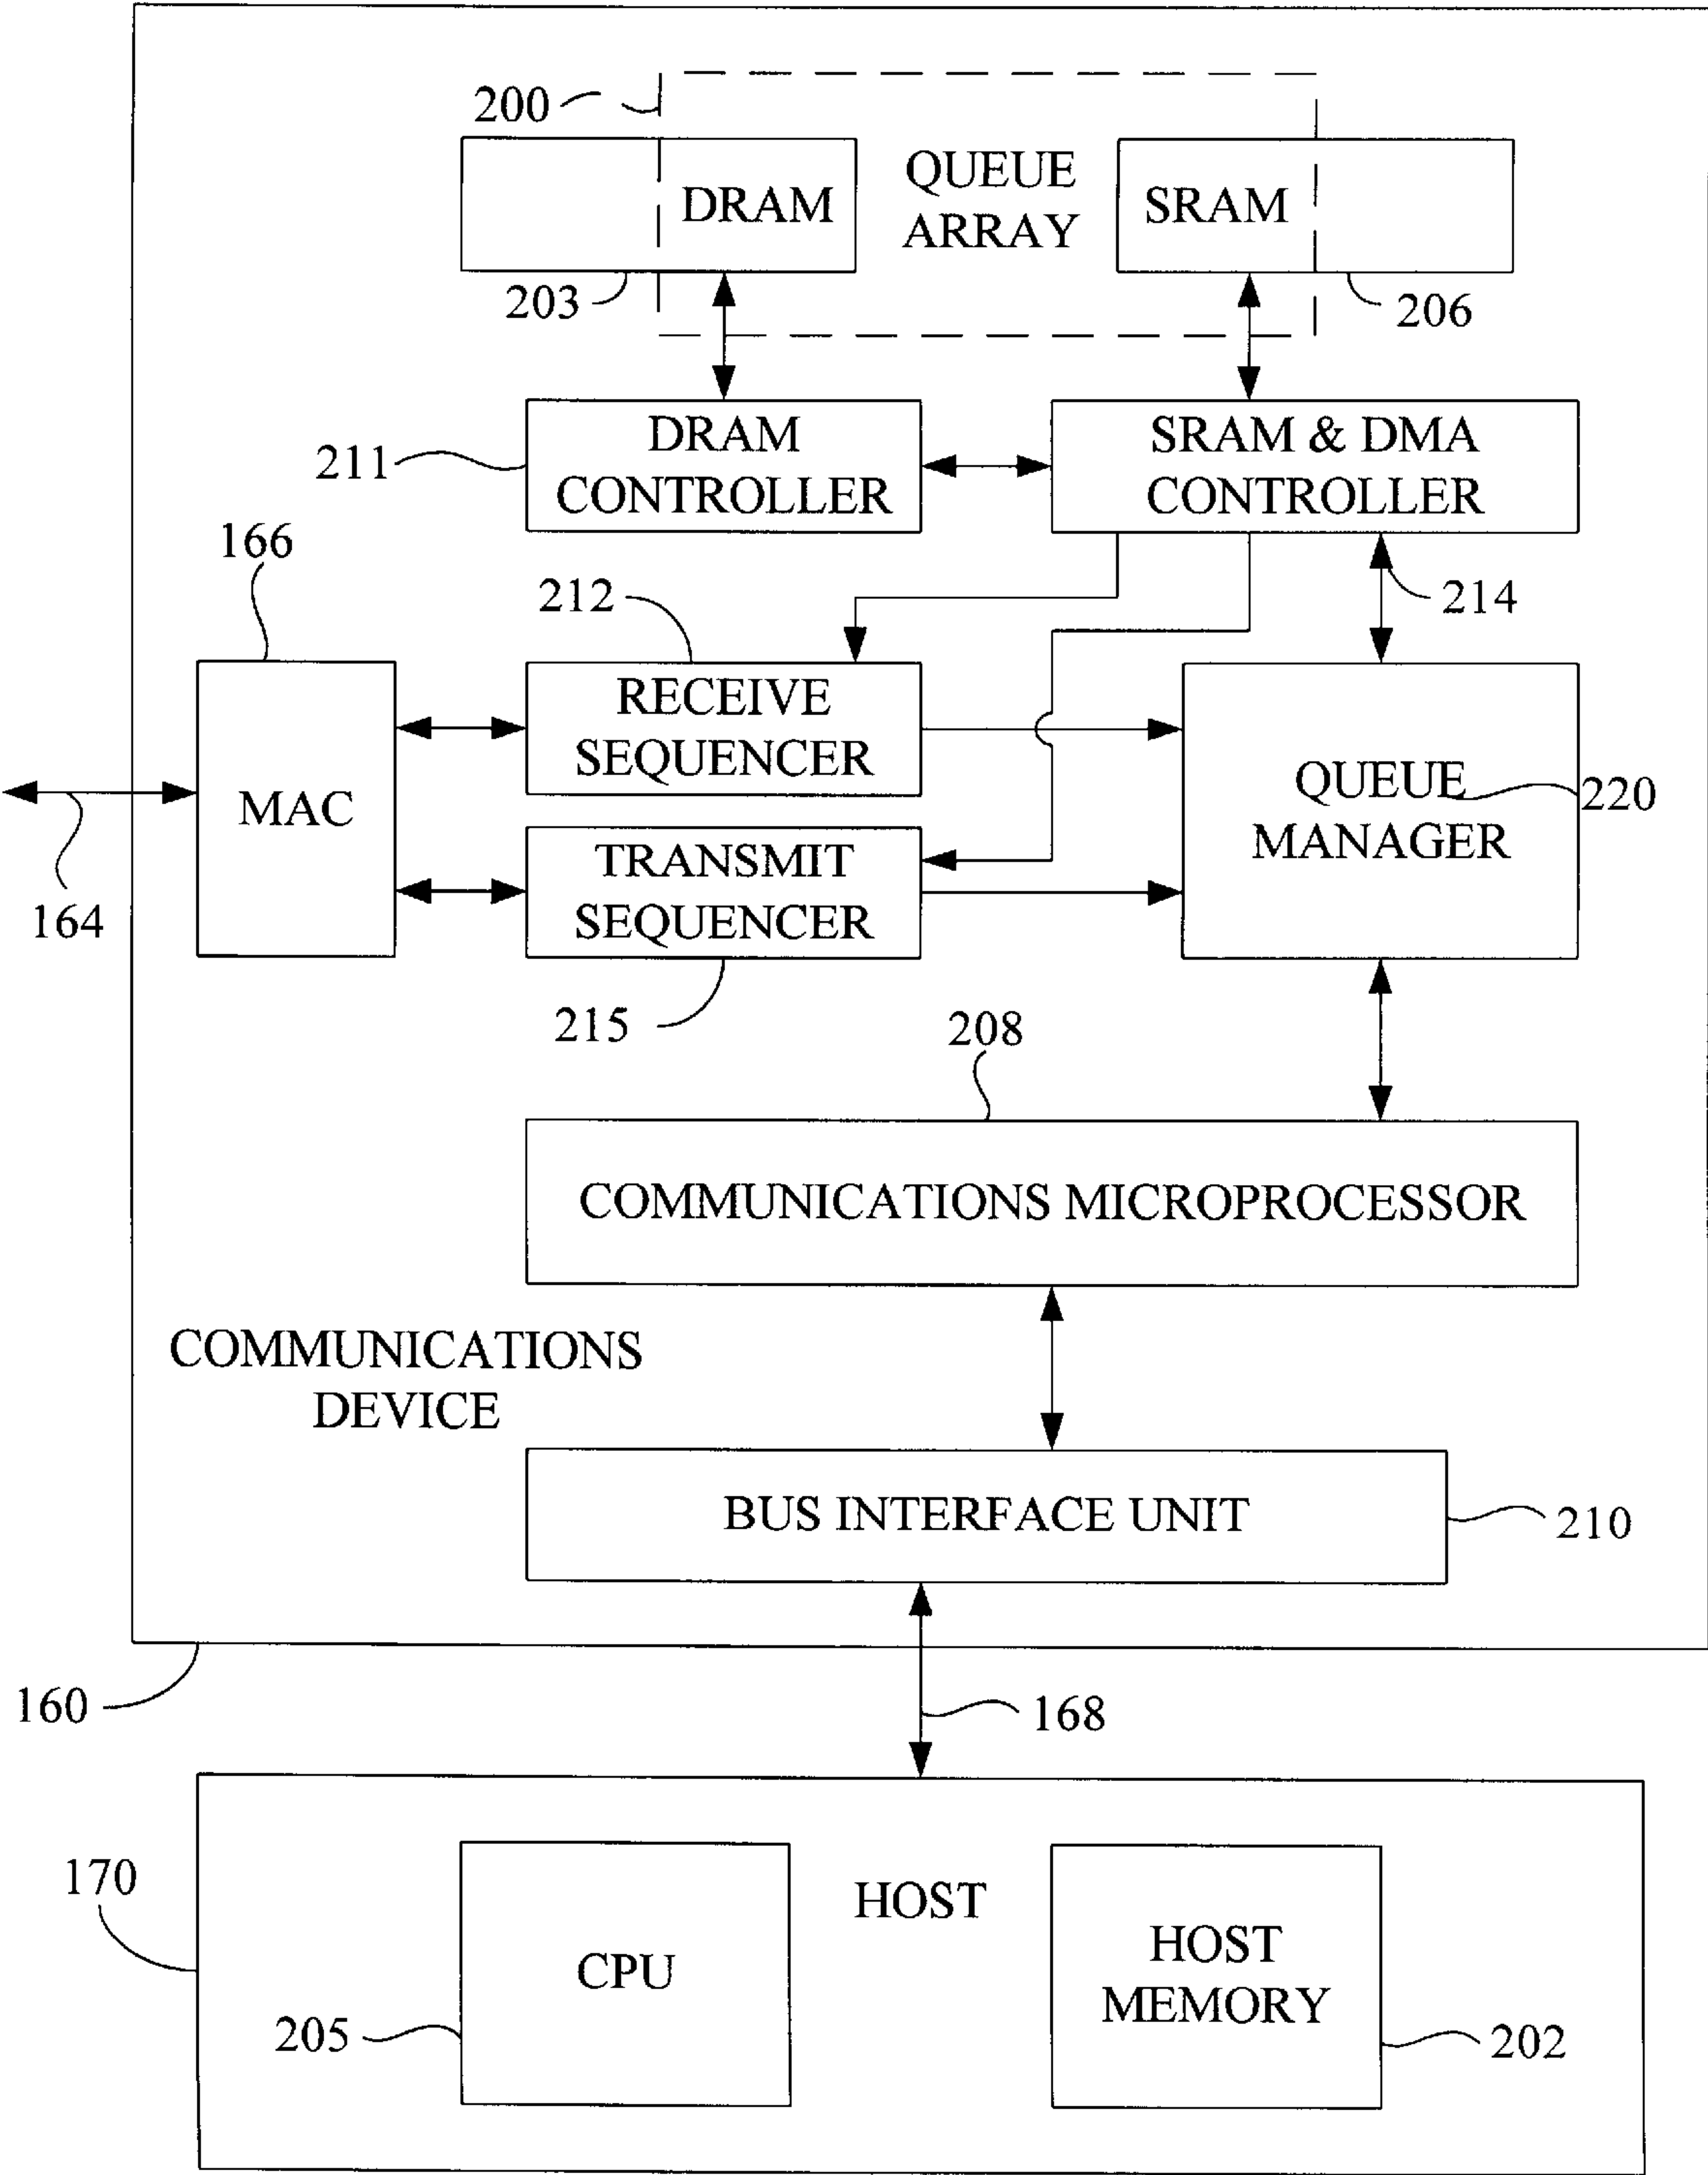 200
QUEUE
ARRAY
DRAM
SRAM
203
206
DRAM
CONTROLLER
SRAM & DMA
CONTROLLER
211
166
212
214
RECEIVE
SEQUENCER
MAC
QUEUE
MANAGER
220
TRANSMIT
SEQUENCER
164
215
208
COMMUNICATIONS MICROPROCESSOR
COMMUNICATIONS
DEVICE
BUS INTERFACE UNIT
210
160
168
170
HOST
CPU
HOST
MEMORY
205
202